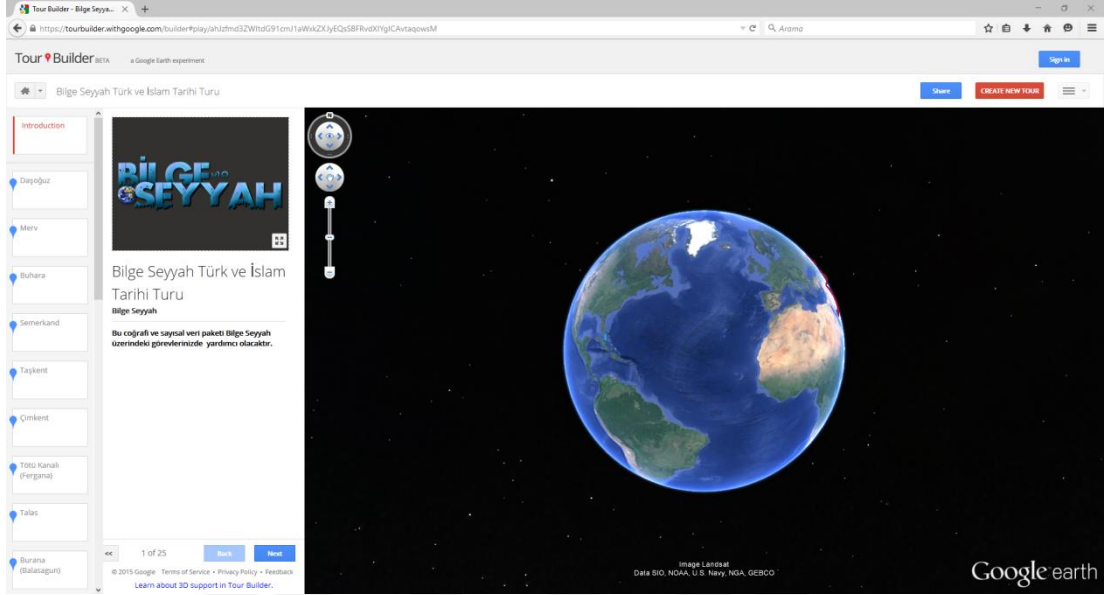 Tour Builder - Bilge Seyya...
https://tourbuilder.withgoogle.com/builder#play/
Arama
Tour Builder BETA a Google Earth experiment
Sign in
Bilge Seyyah Türk ve İslam Tarihi Turu
Share
CREATE NEW TOUR
Introduction
Daşoğuz
Merv
Buhara
Semerkand
Taşkent
Çimkent
Tötü Kanalı
(Fergana)
Talas
Burana
(Balasagun)
BİLGE
SEYYAH
Bilge Seyyah Türk ve İslam
Tarihi Turu
Bilge Seyyah
Bu coğrafi ve sayısal veri paketi Bilge Seyyah
üzerindeki görevlerinizde yardımcı olacaktır.
<< 1 of 25 Back Next
© 2015 Google Terms of Service • Privacy Policy • Feedback
Learn about 3D support in Tour Builder.
N
Image Landsat
Data SIO, NOAA, U.S. Navy, NGA, GEBCO
Google earth